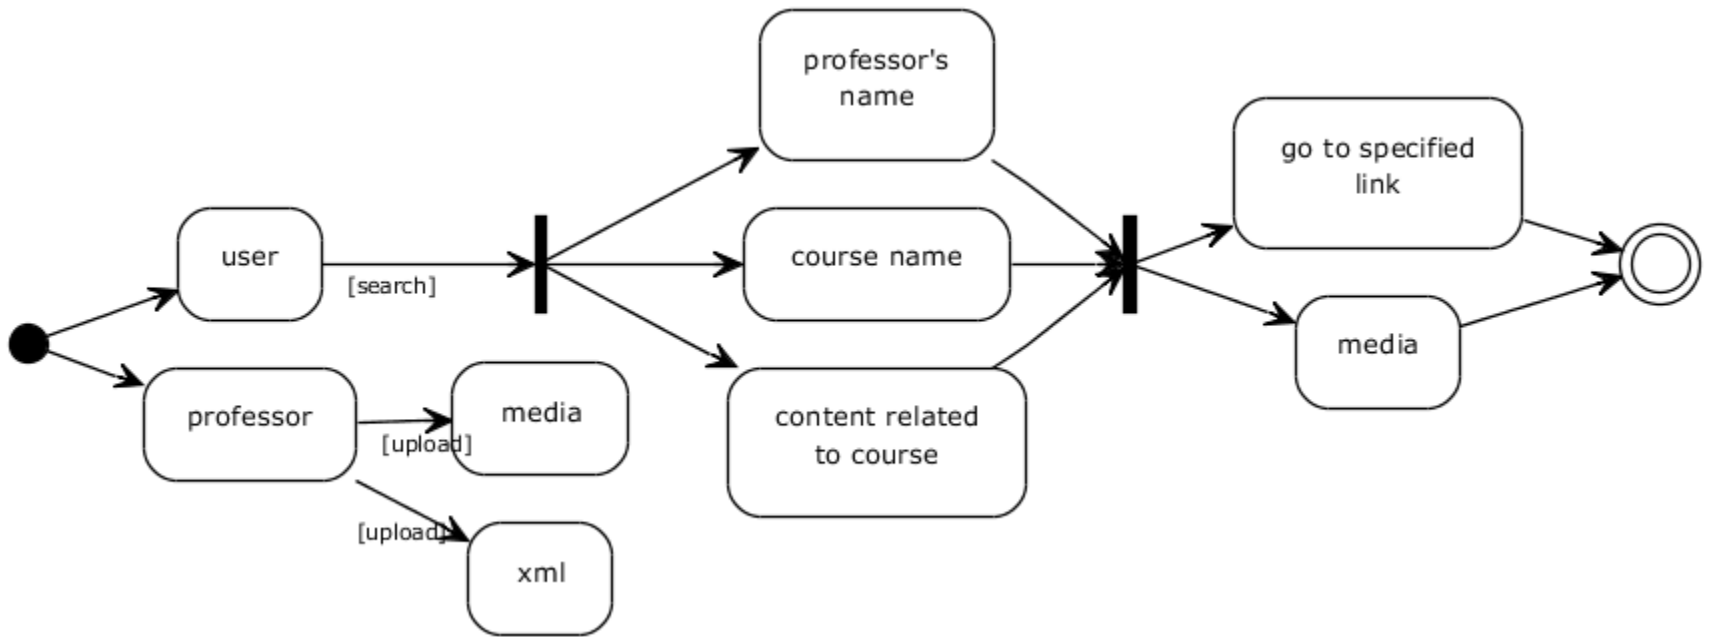 professor's
name
go to specified
link
user
[search]
course name
media
professor
[upload]
media
content related
to course
[upload]
xml